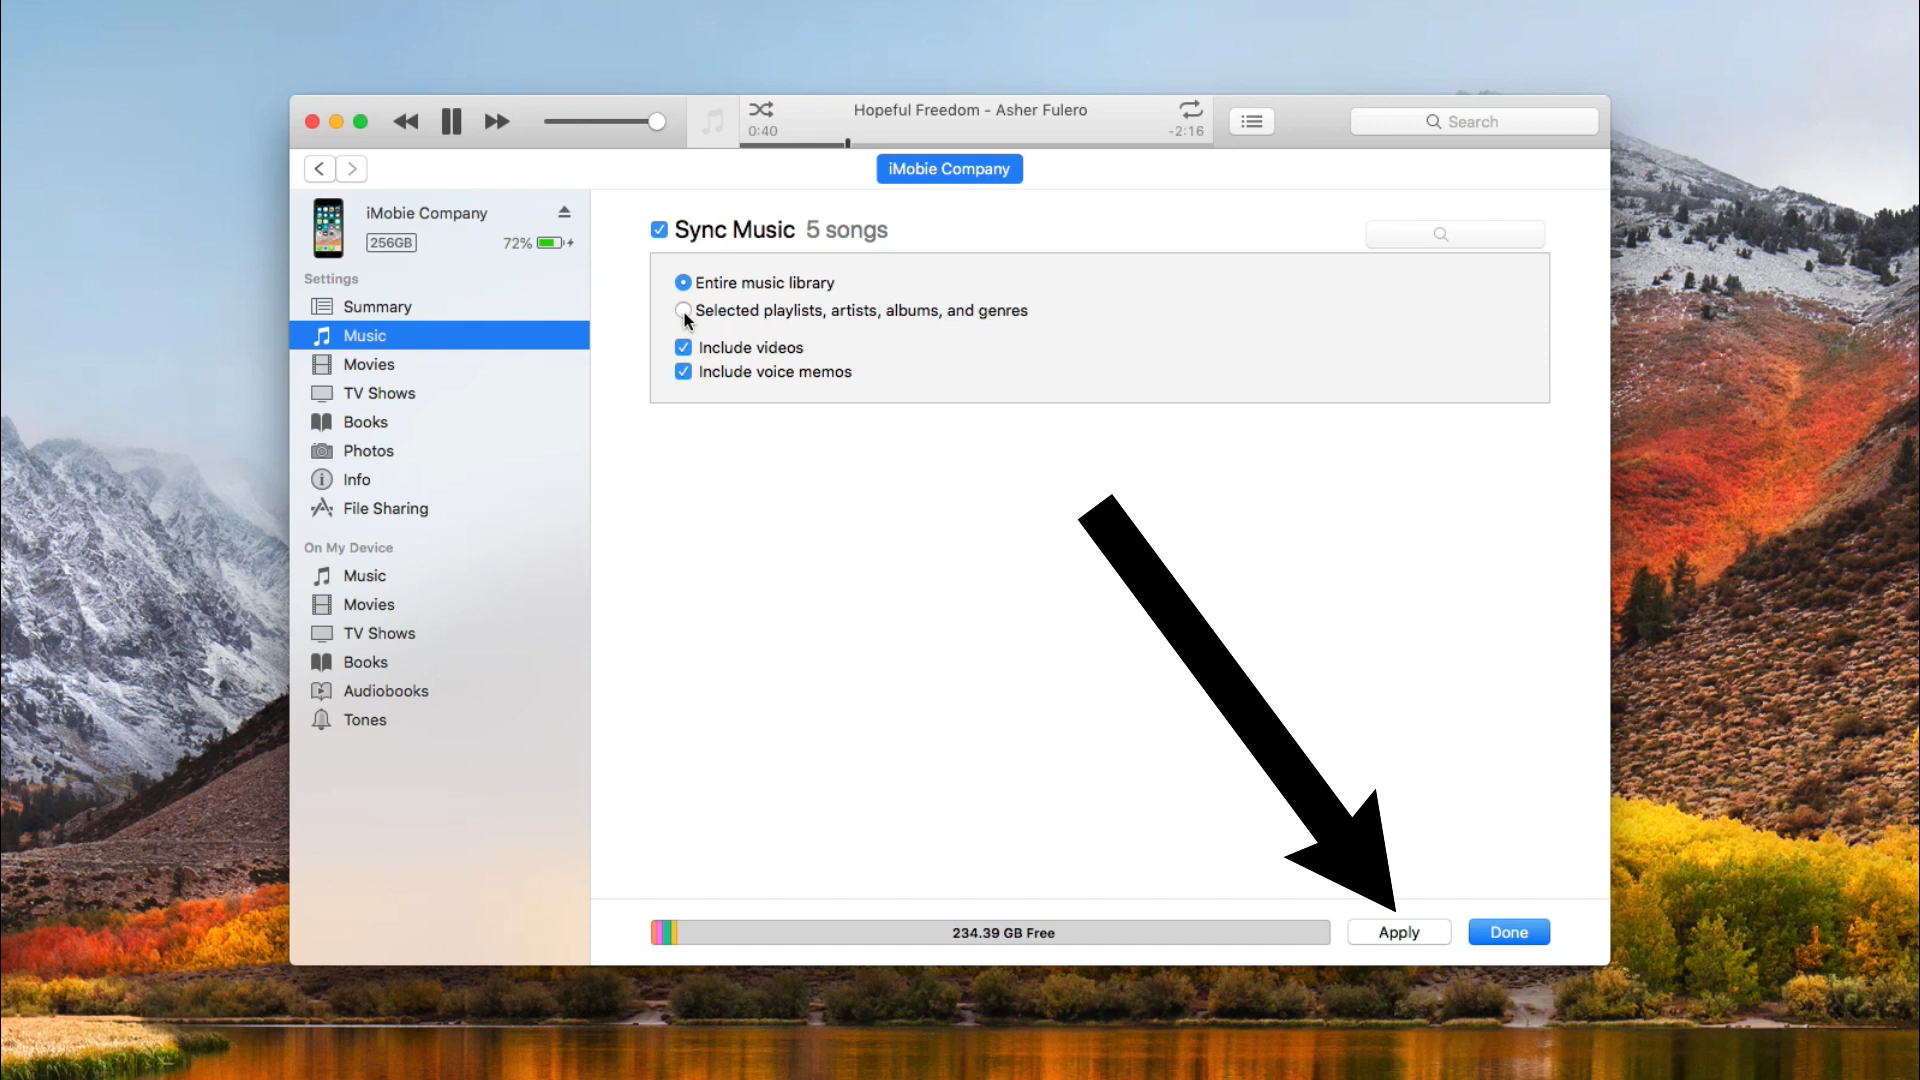 Hopeful Freedom - Asher Fulero
0:40
-2:16
Search
iMobie Company
iMobie Company
256GB
72%
Settings
Summary
Music
Movies
TV Shows
Books
Photos
Info
File Sharing
On My Device
Music
Movies
TV Shows
Books
Audiobooks
Tones
Sync Music 5 songs
Entire music library
Selected playlists, artists, albums, and genres
Include videos
Include voice memos
234.39 GB Free
Apply
Done